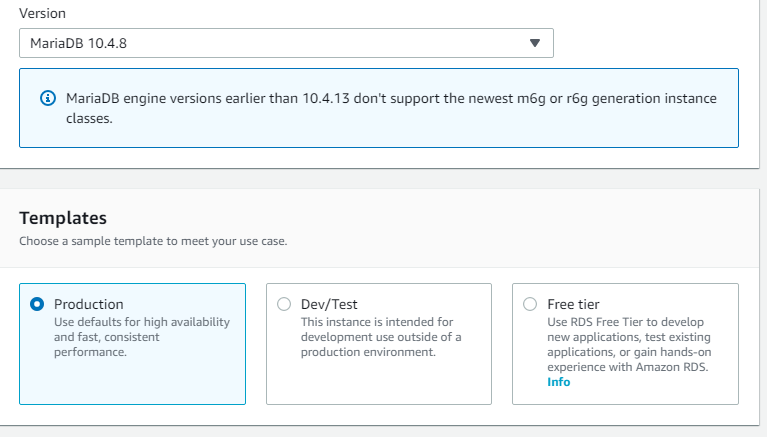 Version
MariaDB 10.4.8
MariaDB engine versions earlier than 10.4.13 don't support the newest m6g or r6g generation instance
classes.
Templates
Choose a sample template to meet your use case.
Production
Use defaults for high availability
and fast, consistent
performance.
Dev/Test
This instance is intended for
development use outside of a
production environment.
Free tier
Use RDS Free Tier to develop
new applications, test existing
applications, or gain hands-on
experience with Amazon RDS.
Info